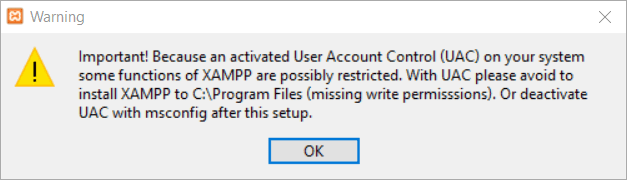 Warning
Important! Because an activated User Account Control (UAC) on your system
some functions of XAMPP are possibly restricted. With UAC please avoid to
install XAMPP to C:\Program Files (missing write permisssions). Or deactivate
UAC with msconfig after this setup.
OK